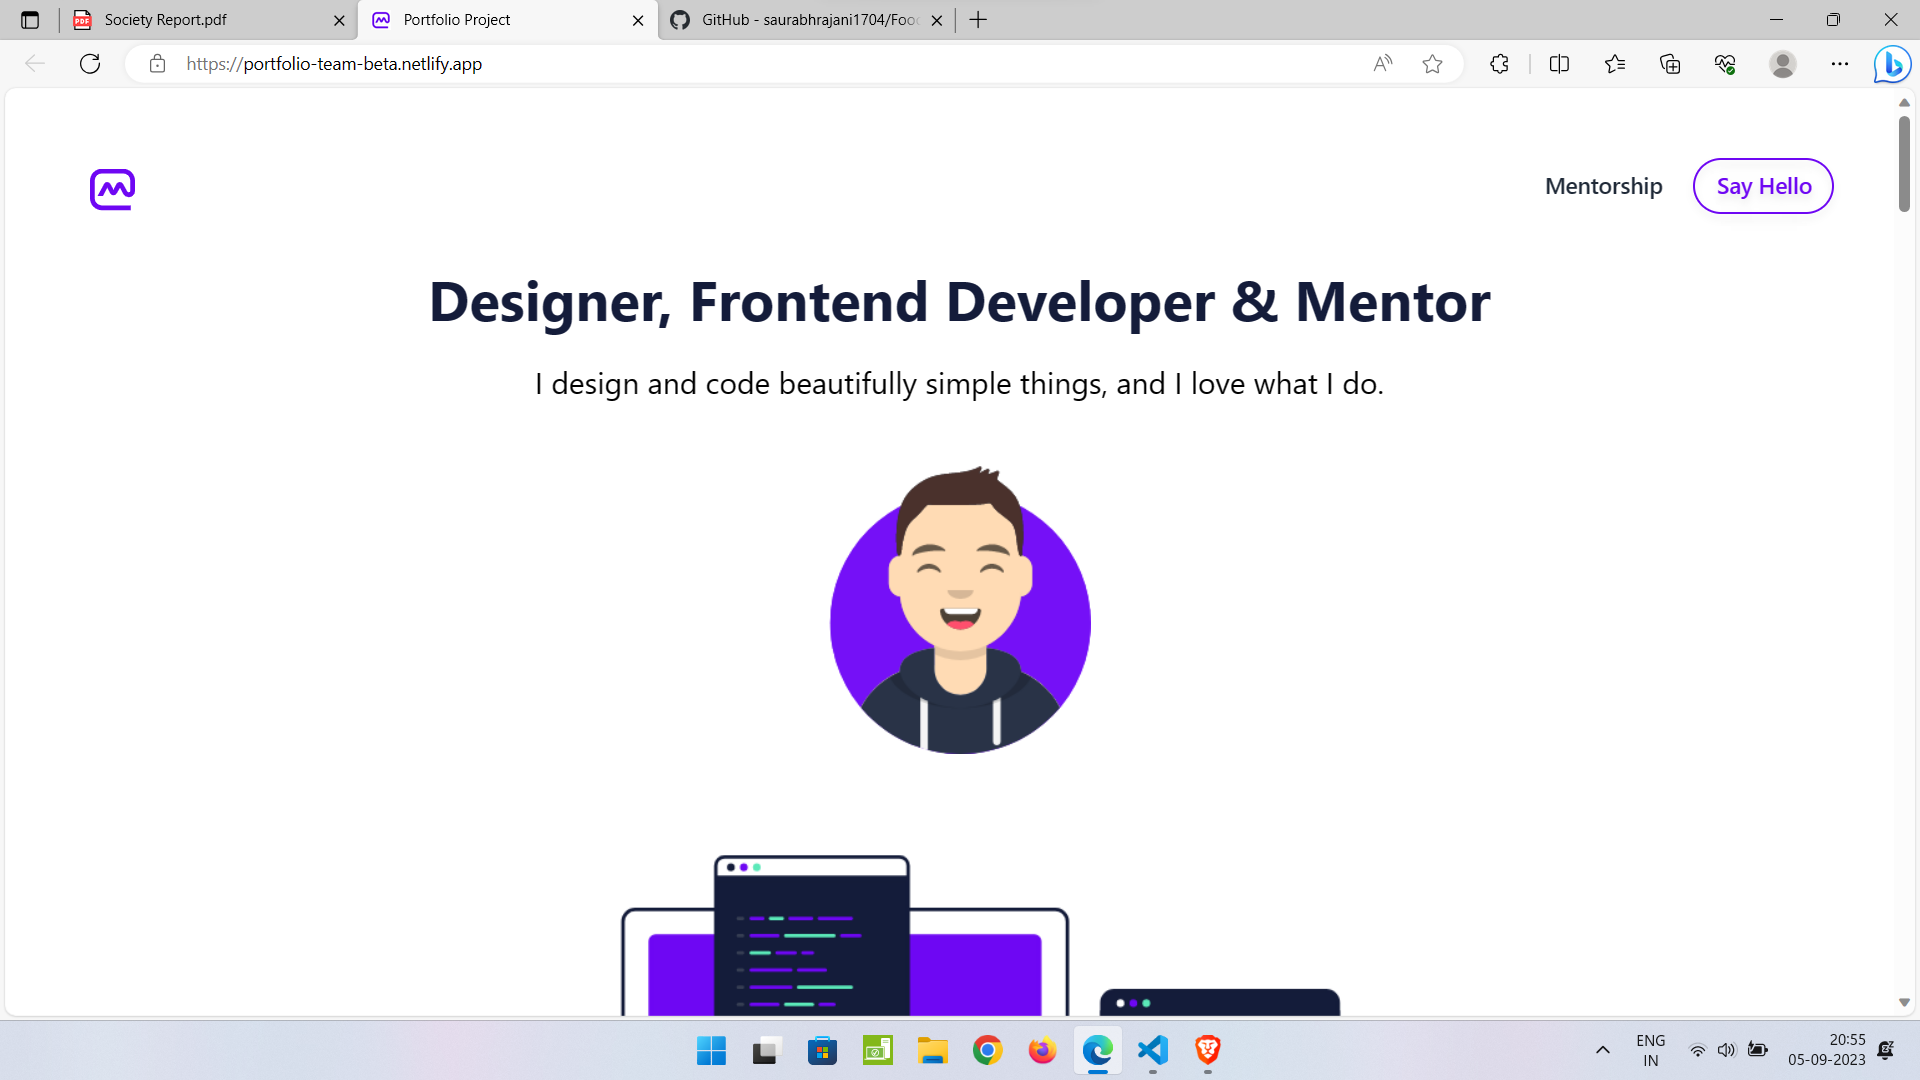 Society Report.pdf
Portfolio Project
GitHub - saurabhrajani1704/Foo
https://portfolio-team-beta.netlify.app
Mentorship
Say Hello
Designer, Frontend Developer & Mentor
I design and code beautifully simple things, and I love what I do.
ENG
IN
20:55
05-09-2023